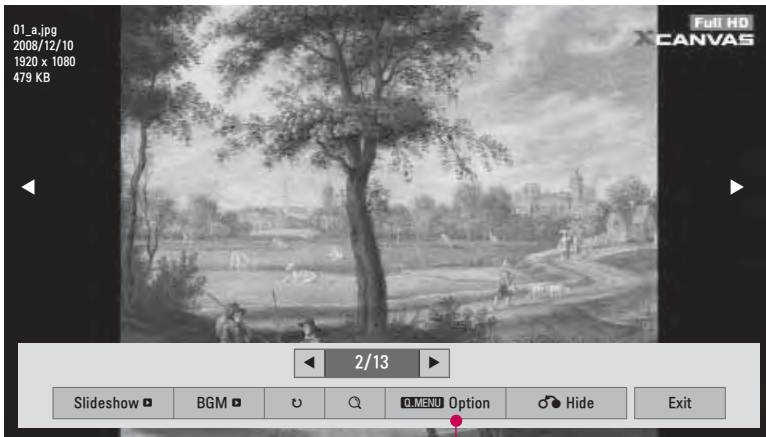 01_a.jpg
2008/12/10
1920 x 1080
479 KB
Full HD
XCANVAS
2/13
Slideshow
BGM
Q.MENU Option
Hide
Exit